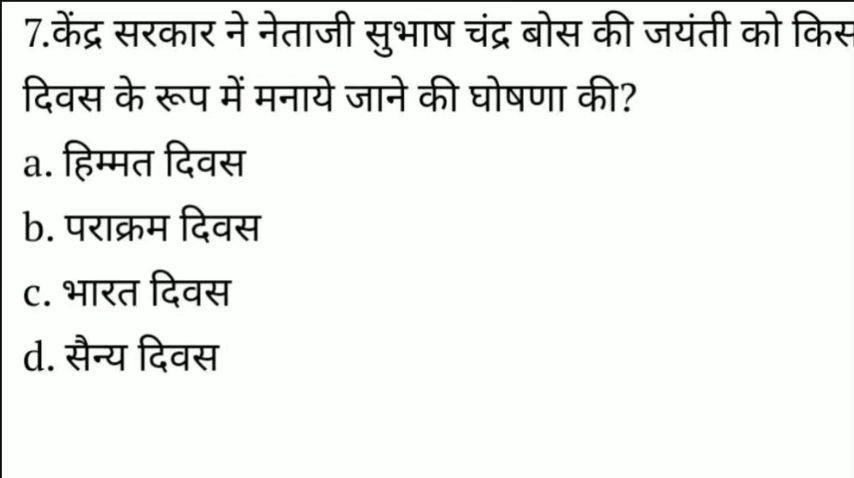 7.केंद्र सरकार ने नेताजी सुभाष चंद्र बोस की जयंती को किस
दिवस के रूप में मनाये जाने की घोषणा की?
a. हिम्मत दिवस
b. पराक्रम दिवस
c. भारत दिवस
d. सैन्य दिवस